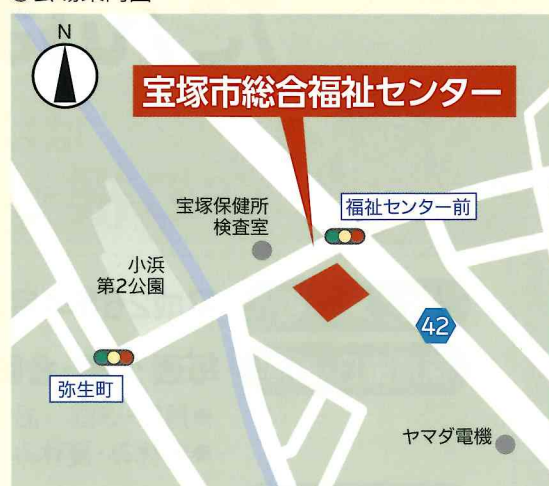 N
宝塚市総合福祉センター
宝塚保健所
検査室
福祉センター前
小浜
第2公園
42
弥生町
ヤマダ電機